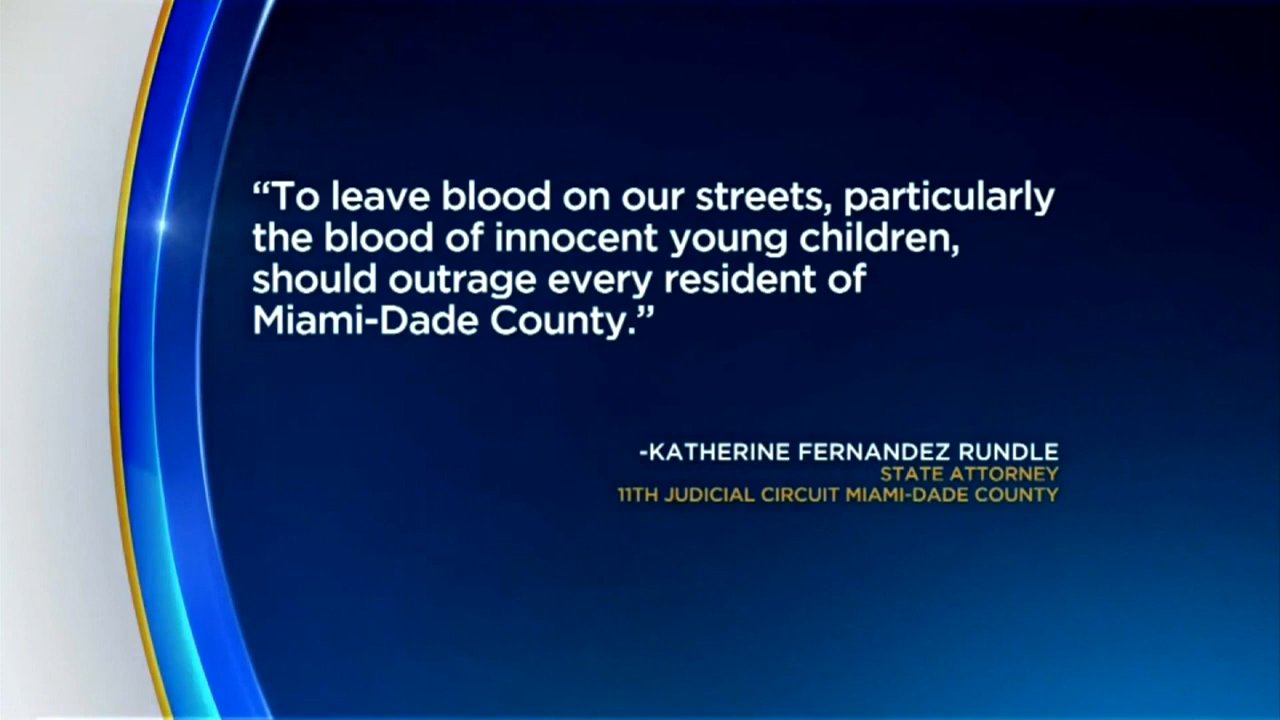 “To leave blood on our streets, particularly
the blood of innocent young children,
should outrage every resident of
Miami-Dade County.”
-KATHERINE FERNANDEZ RUNDLE
STATE ATTORNEY
11TH JUDICIAL CIRCUIT MIAMI-DADE COUNTY